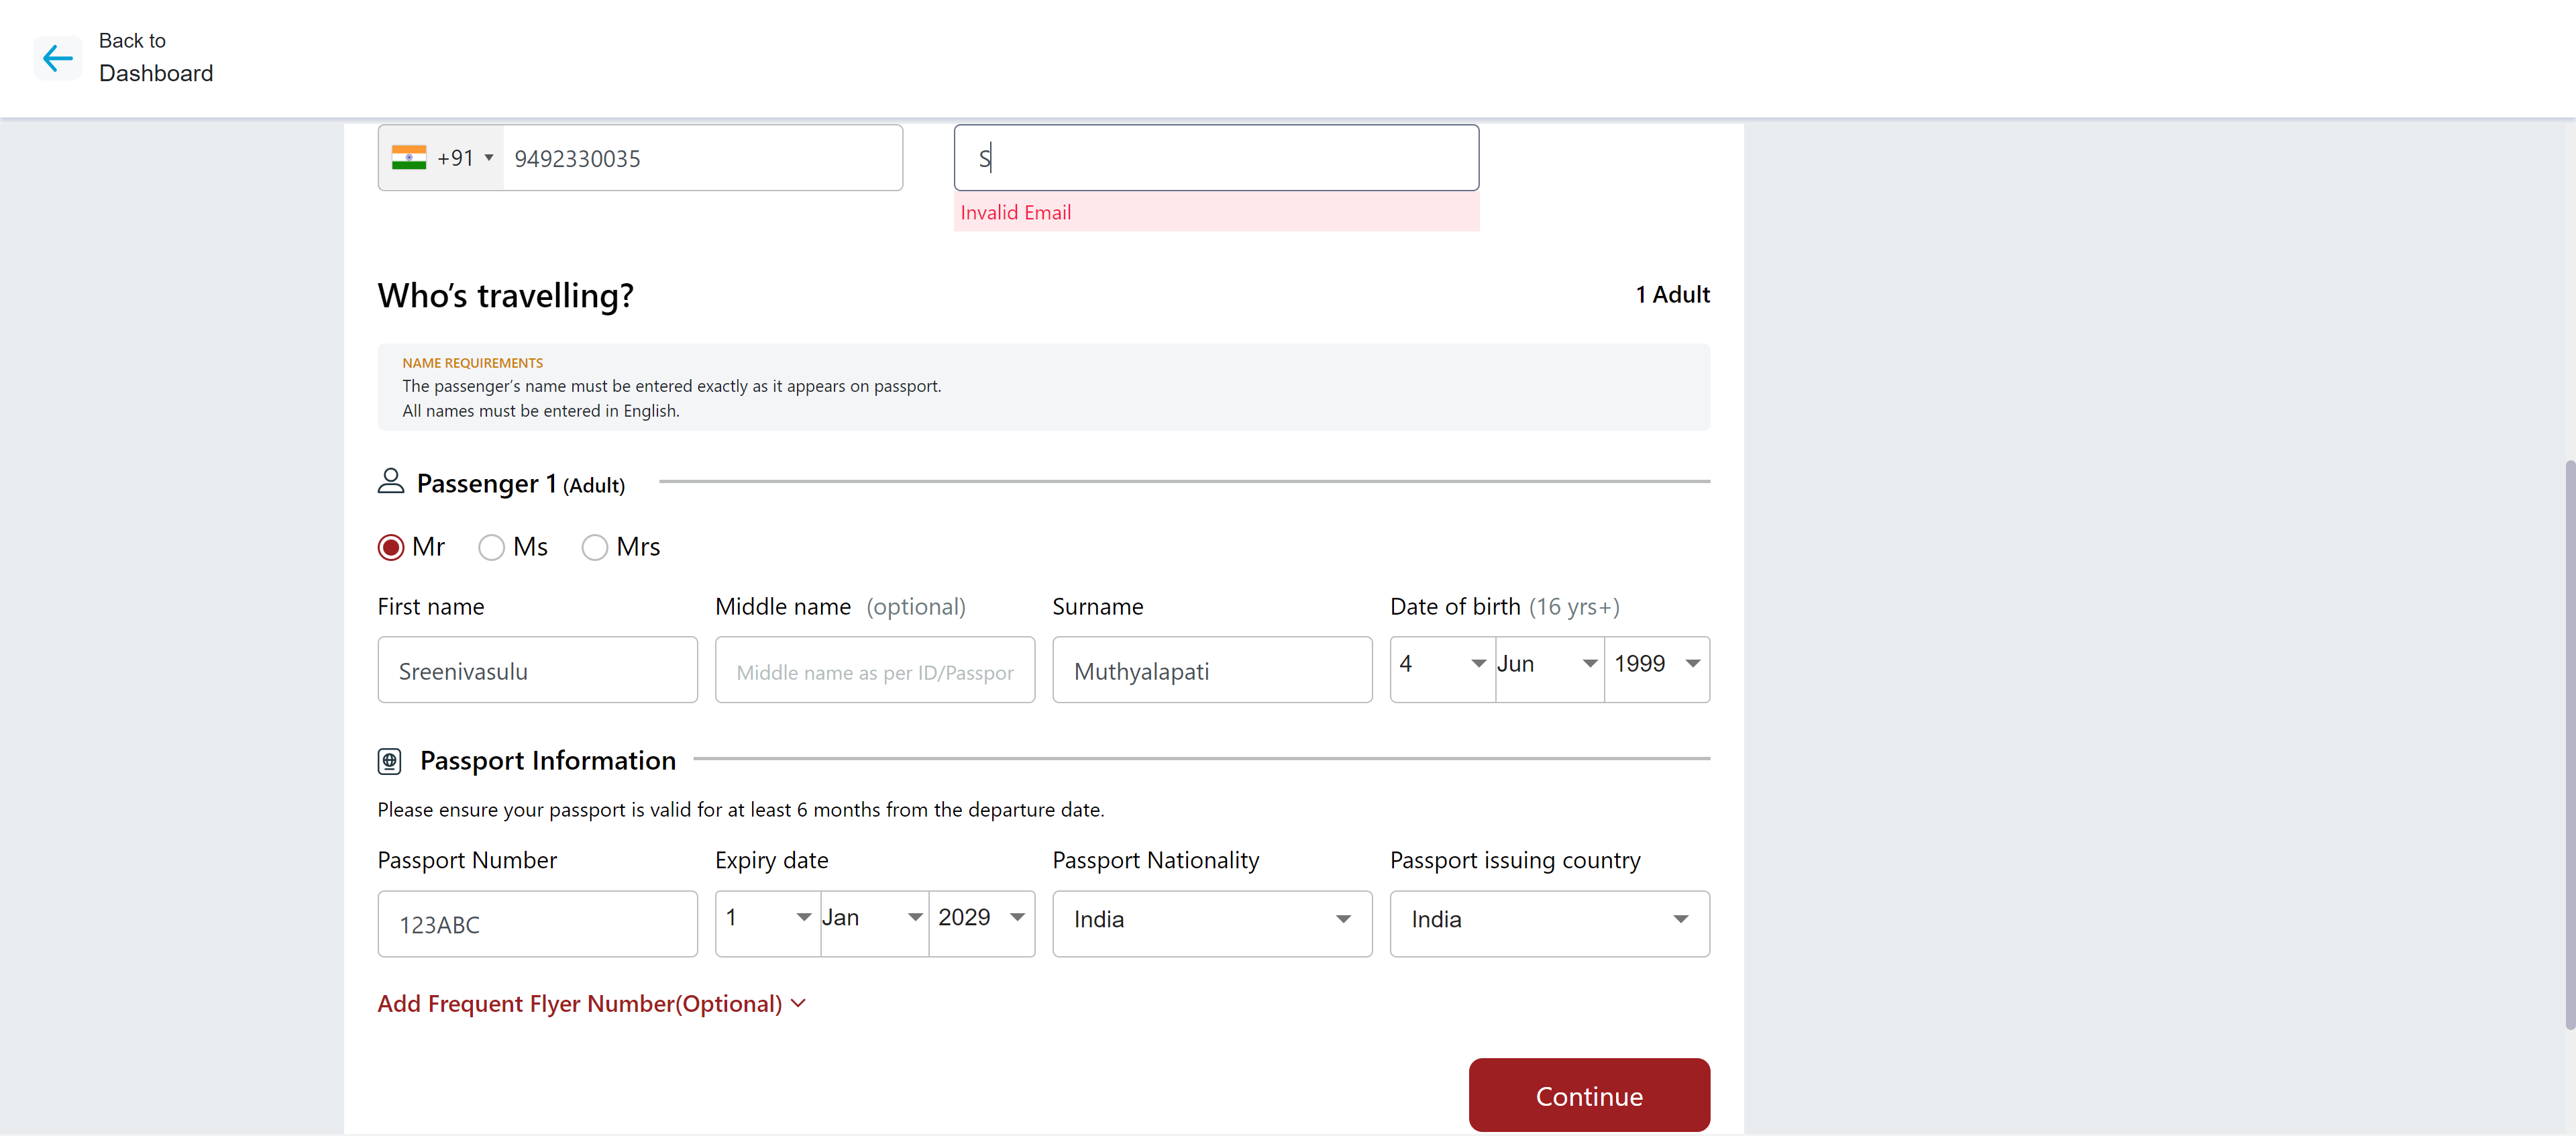 Back to
Dashboard
+91 9492330035 S
Invalid Email
Who’s travelling? 1 Adult
NAME REQUIREMENTS
The passenger’s name must be entered exactly as it appears on passport.
All names must be entered in English.
Passenger 1 (Adult)
Mr Ms Mrs
First name Middle name (optional) Surname Date of birth (16 yrs+)
Sreenivasulu Middle name as per ID/Passpor Muthyalapati 4 Jun 1999
Passport Information
Please ensure your passport is valid for at least 6 months from the departure date.
Passport Number Expiry date Passport Nationality Passport issuing country
123ABC 1 Jan 2029 India India
Add Frequent Flyer Number(Optional)
Continue